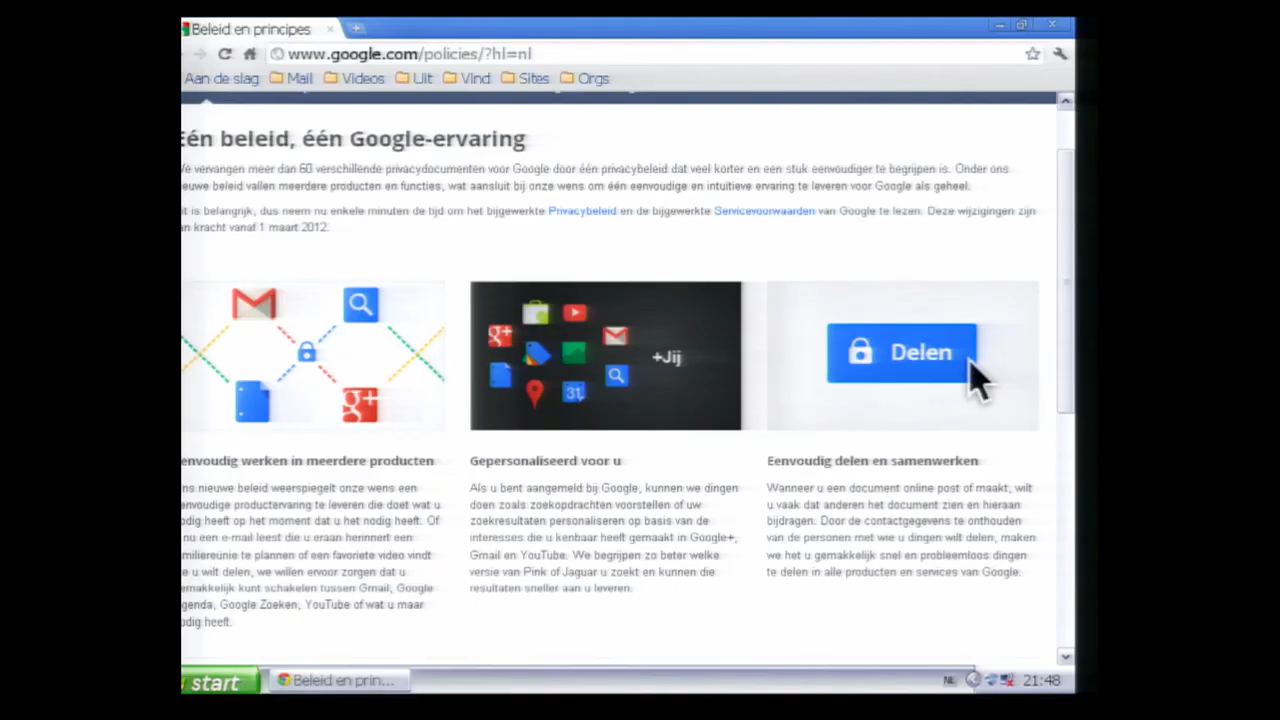 Beleid en principes
www.google.com/policies/?hl=nl
Aan de slag Mail Videos Uit Vind Sites Orgs
Eén beleid, één Google-ervaring
We vervangen meer dan 60 verschillende privacydocumenten voor Google door één privacybeleid dat veel korter en een stuk eenvoudiger te begrijpen is. Onder ons
ieuwe beleid vallen meerdere producten en functies, wat aansluit bij onze wens om één eenvoudige en intuïtieve ervaring te leveren voor Google als geheel.
it is belangrijk, dus neem nu enkele minuten de tijd om het bijgewerkte Privacybeleid en de bijgewerkte Servicevoorwaarden van Google te lezen. Deze wijzigingen zijn
an kracht vanaf 1 maart 2012.
g+
g+
31
+Jij
Delen
envoudig werken in meerdere producten
ns nieuwe beleid weerspiegelt onze wens een
envoudige productervaring te leveren die doet wat u
odig heeft op het moment dat u het nodig heeft. Of
nu een e-mail leest die u eraan herinnert een
miliereünie te plannen of een favoriete video vindt
e u wilt delen, we willen ervoor zorgen dat u
emakkelijk kunt schakelen tussen Gmail, Google
genda, Google Zoeken, YouTube of wat u maar
odig heeft.
Gepersonaliseerd voor u
Als u bent aangemeld bij Google, kunnen we dingen
doen zoals zoekopdrachten voorstellen of uw
zoekresultaten personaliseren op basis van de
interesses die u kenbaar heeft gemaakt in Google+,
Gmail en YouTube. We begrijpen zo beter welke
versie van Pink of Jaguar u zoekt en kunnen die
resultaten sneller aan u leveren.
Eenvoudig delen en samenwerken
Wanneer u een document online post of maakt, wilt
u vaak dat anderen het document zien en hieraan
bijdragen. Door de contactgegevens te onthouden
van de personen met wie u dingen wilt delen, maken
we het u gemakkelijk snel en probleemloos dingen
te delen in alle producten en services van Google.
start
Beleid en prin...
NL
21:48